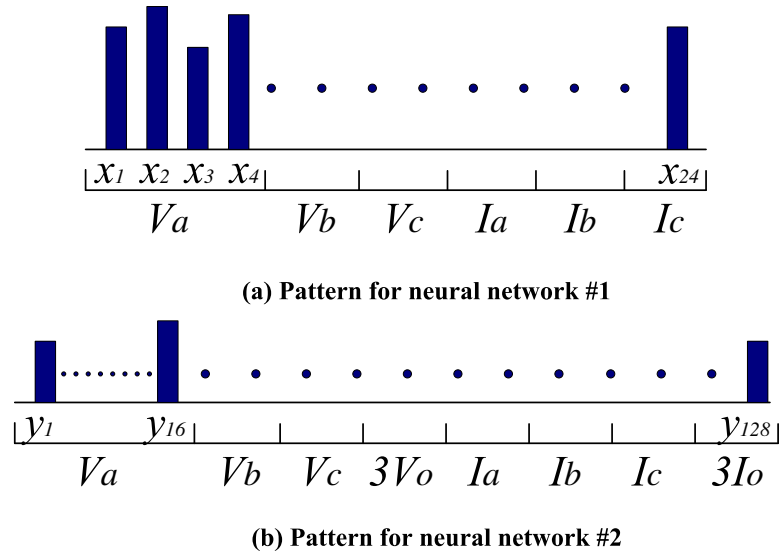 x1 x2 x3 x4 x24
Va Vb Vc Ia Ib Ic
(a) Pattern for neural network #1
y1 y16 y128
Va Vb Vc 3Vo Ia Ib Ic 3Io
(b) Pattern for neural network #2